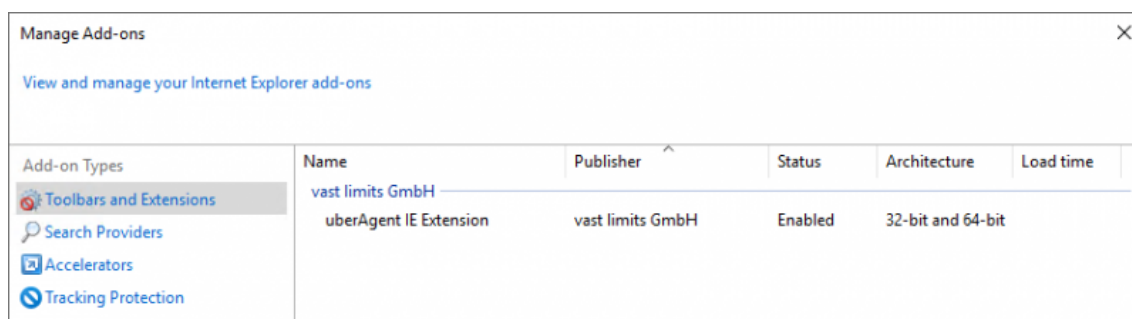 Manage Add-ons
View and manage your Internet Explorer add-ons
Add-on Types
Toolbars and Extensions
Search Providers
Accelerators
Tracking Protection
Name Publisher Status Architecture Load time
vast limits GmbH
uberAgent IE Extension vast limits GmbH Enabled 32-bit and 64-bit